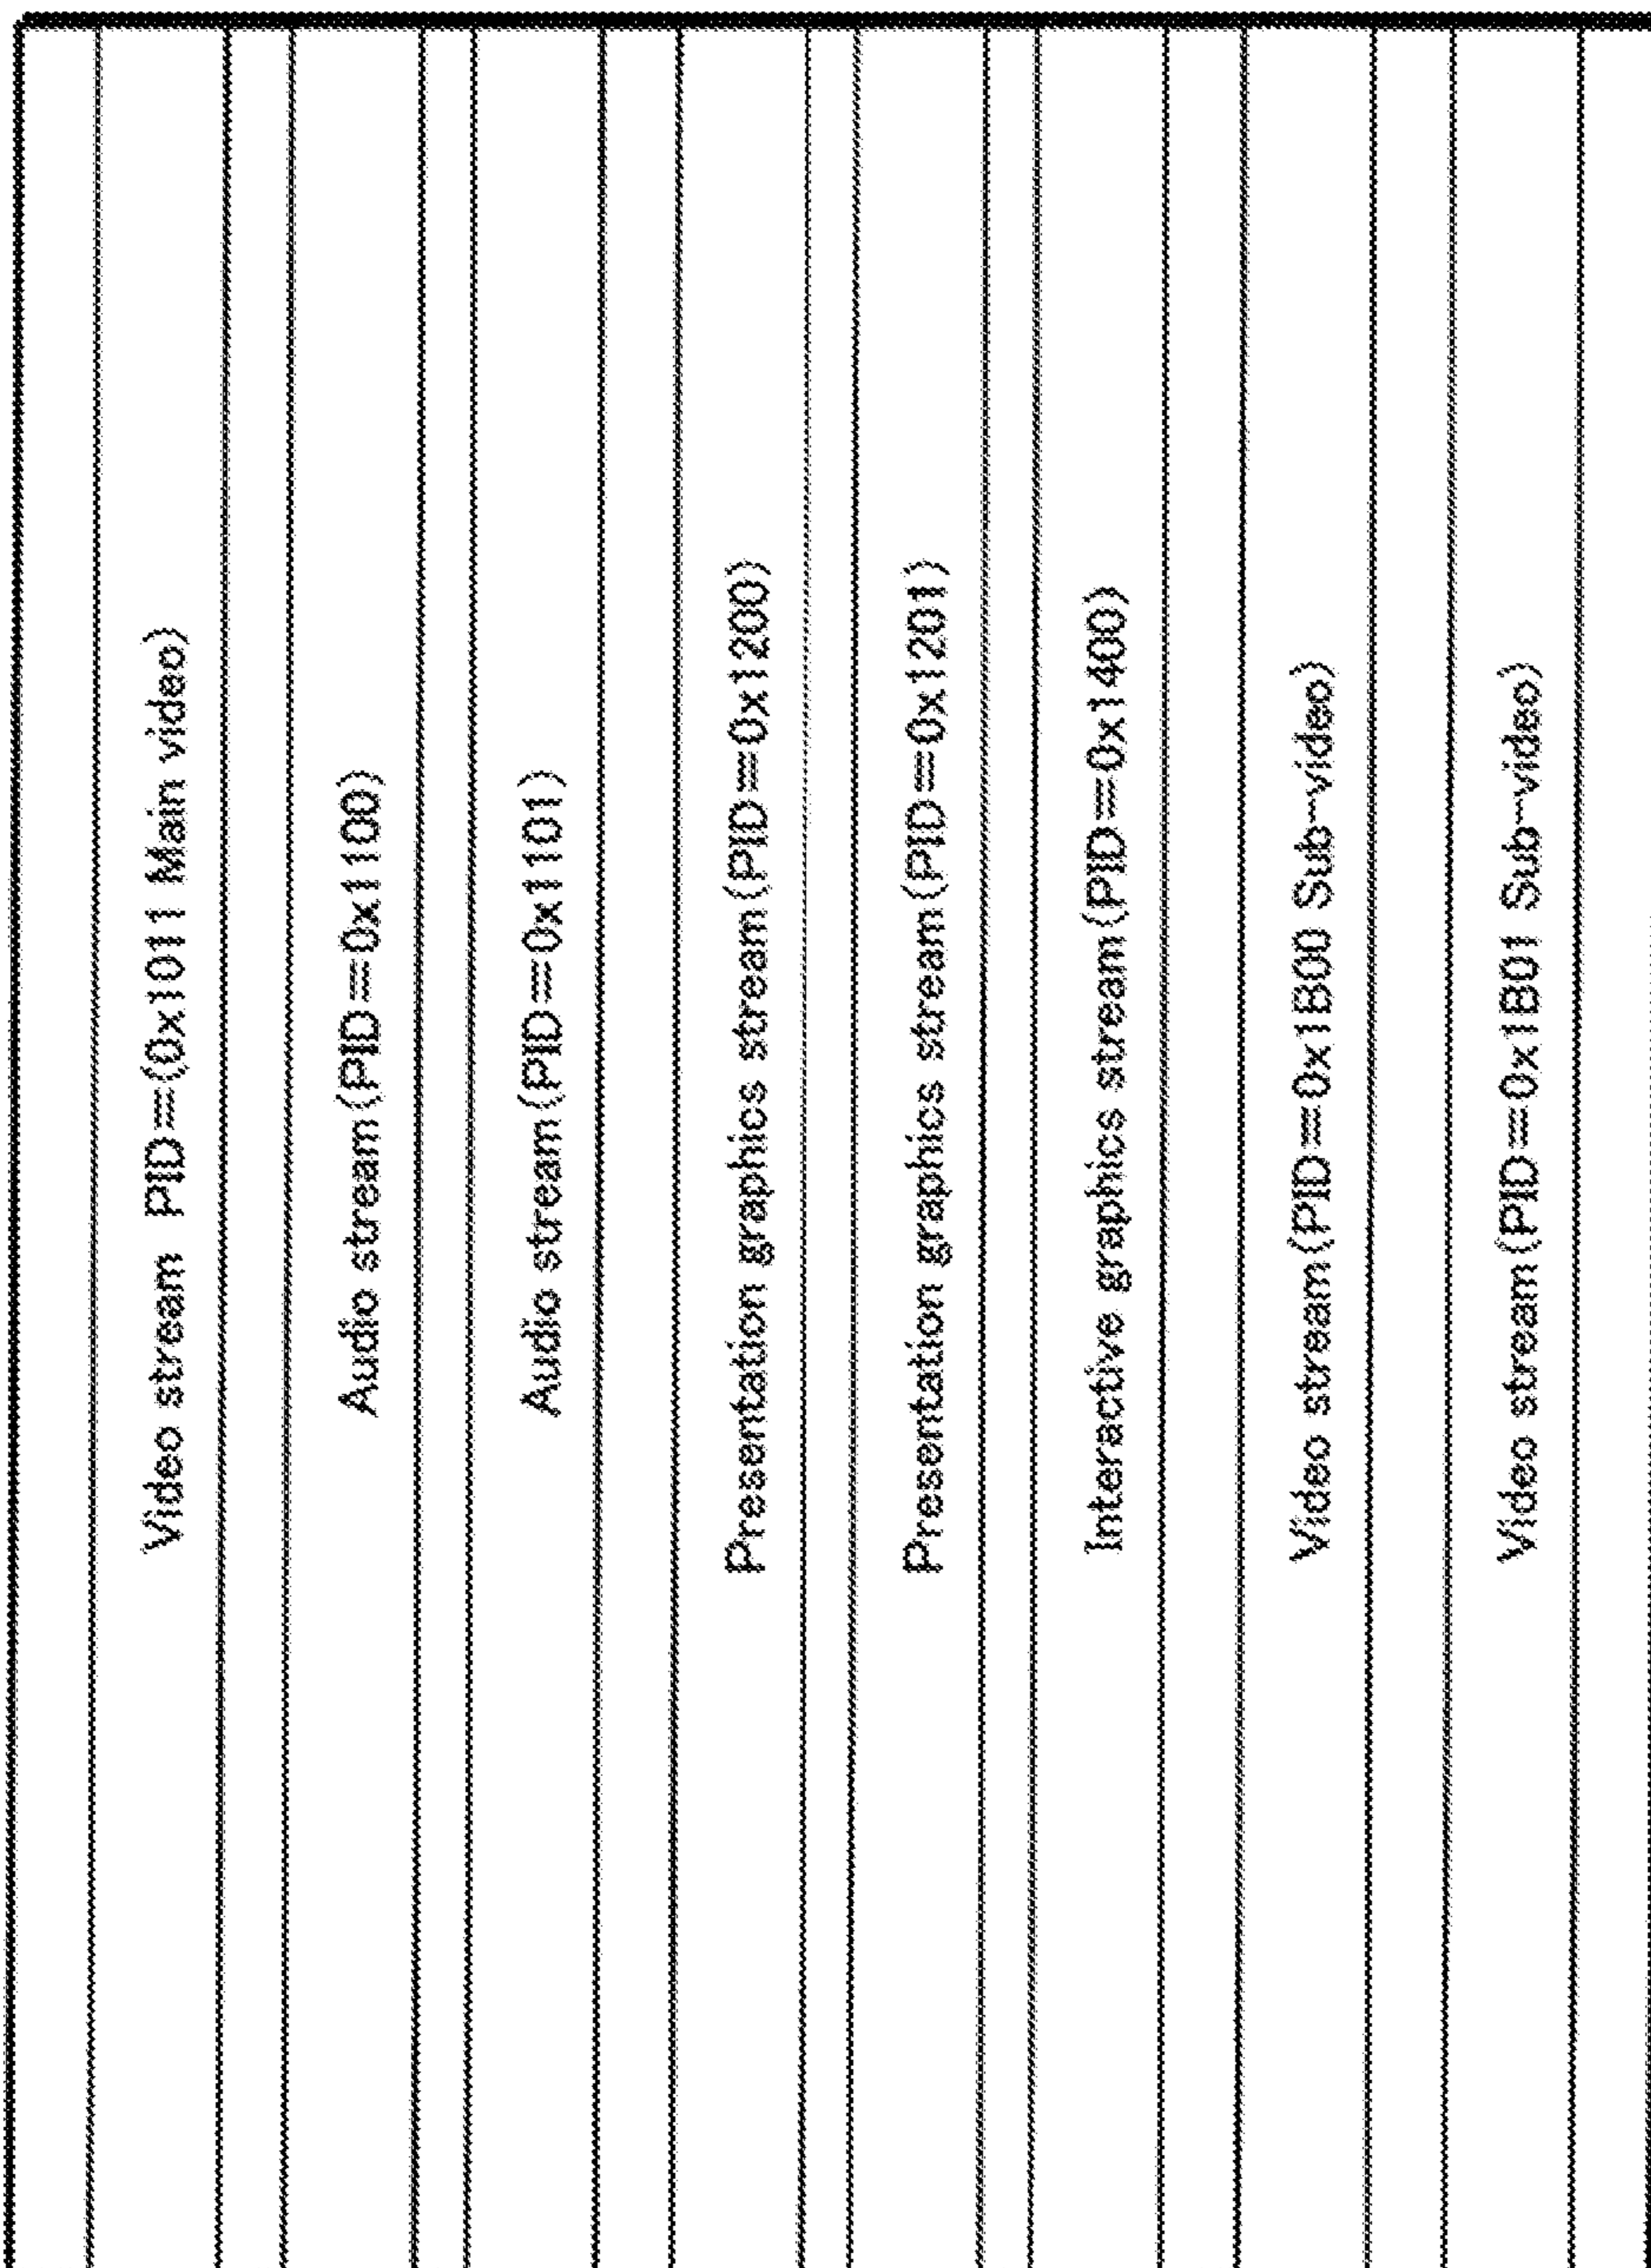 Video stream PID=(0x1011 Main video)
Audio stream(PID=0x1100)
Audio stream(PID=0x1101)
Presentation graphics stream(PID=0x1200)
Presentation graphics stream(PID=0x1201)
Interactive graphics stream(PID=0x1400)
Video stream(PID=0x1B00 Sub-video)
Video stream(PID=0x1B01 Sub-video)